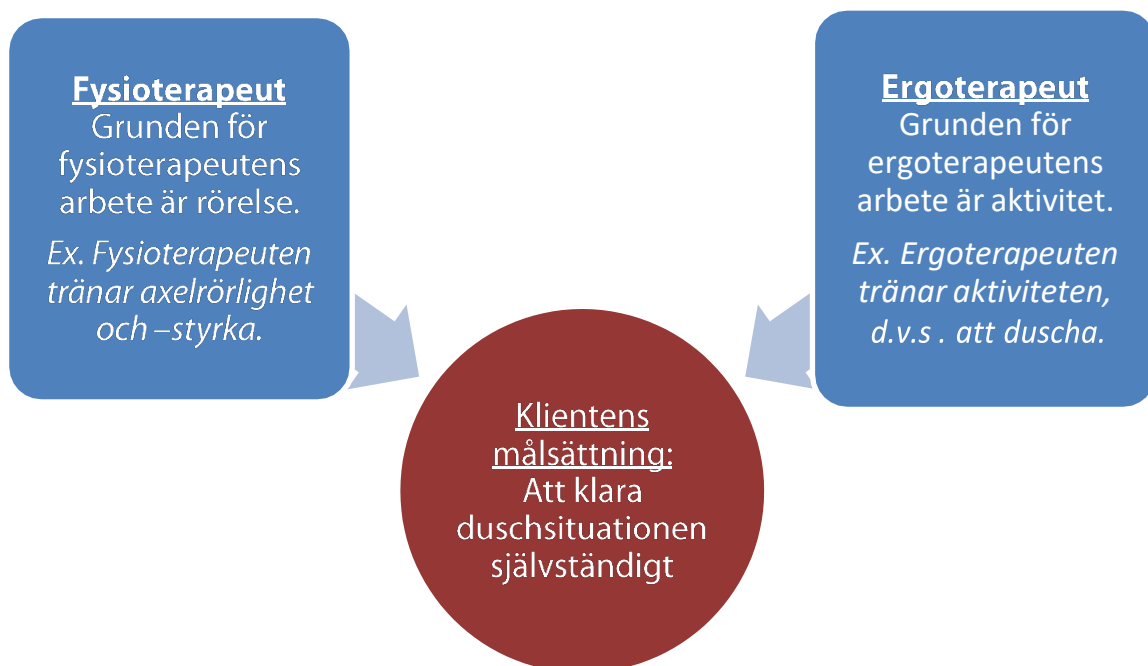 Fysioterapeut
Grunden för
fysioterapeutens
arbete är rörelse.
Ex. Fysioterapeuten
tränar axelrörlighet
och –styrka.
Ergoterapeut
Grunden för
ergoterapeutens
arbete är aktivitet.
Ex. Ergoterapeuten
tränar aktiviteten,
d.v.s . att duscha.
Klientens
målsättning:
Att klara
duschsituationen
självständigt